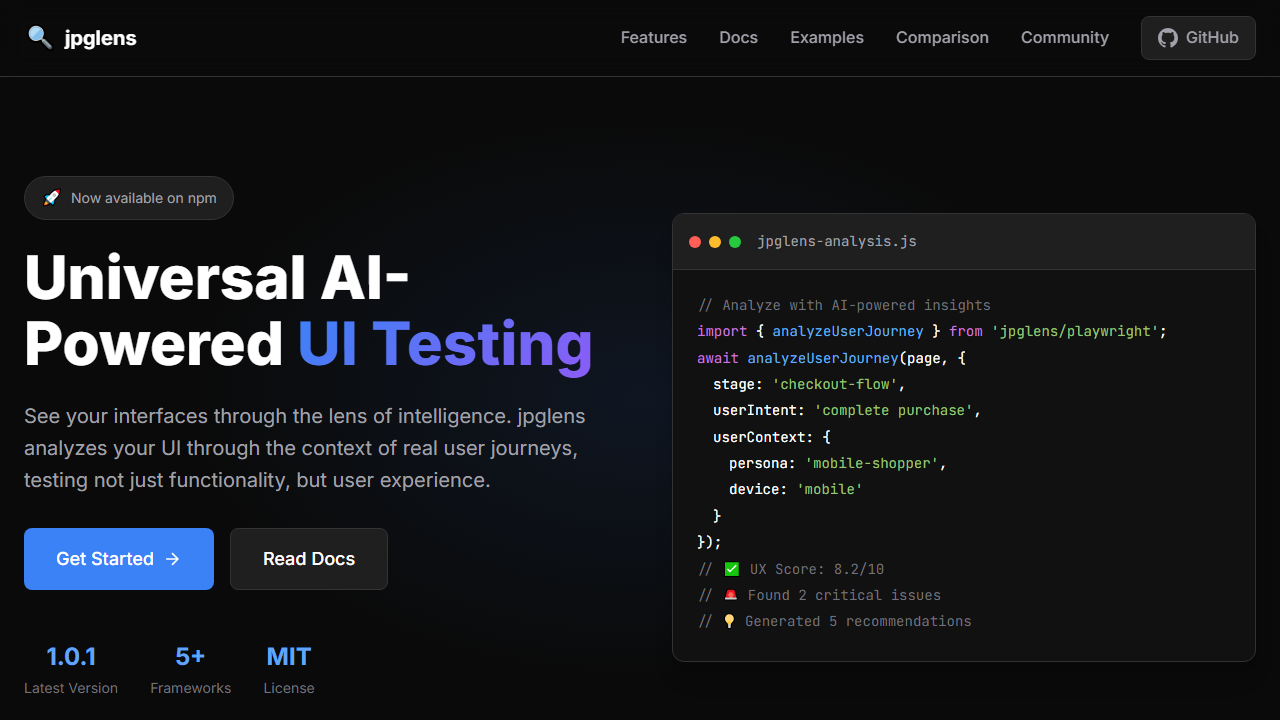 jpglens
Features
Docs
Examples
Comparison
Community
GitHub
Now available on npm
Universal AI-
Powered UI Testing
See your interfaces through the lens of intelligence. jpglens
analyzes your UI through the context of real user journeys,
testing not just functionality, but user experience.
Get Started →
Read Docs
1.0.1
Latest Version
5+
Frameworks
MIT
License
jpglens-analysis.js
// Analyze with AI-powered insights
import { analyzeUserJourney } from 'jpglens/playwright';
await analyzeUserJourney(page, {
stage: 'checkout-flow',
userIntent: 'complete purchase',
userContext: {
persona: 'mobile-shopper',
device: 'mobile'
}
});
// ✅ UX Score: 8.2/10
// 🚨 Found 2 critical issues
// 💡 Generated 5 recommendations